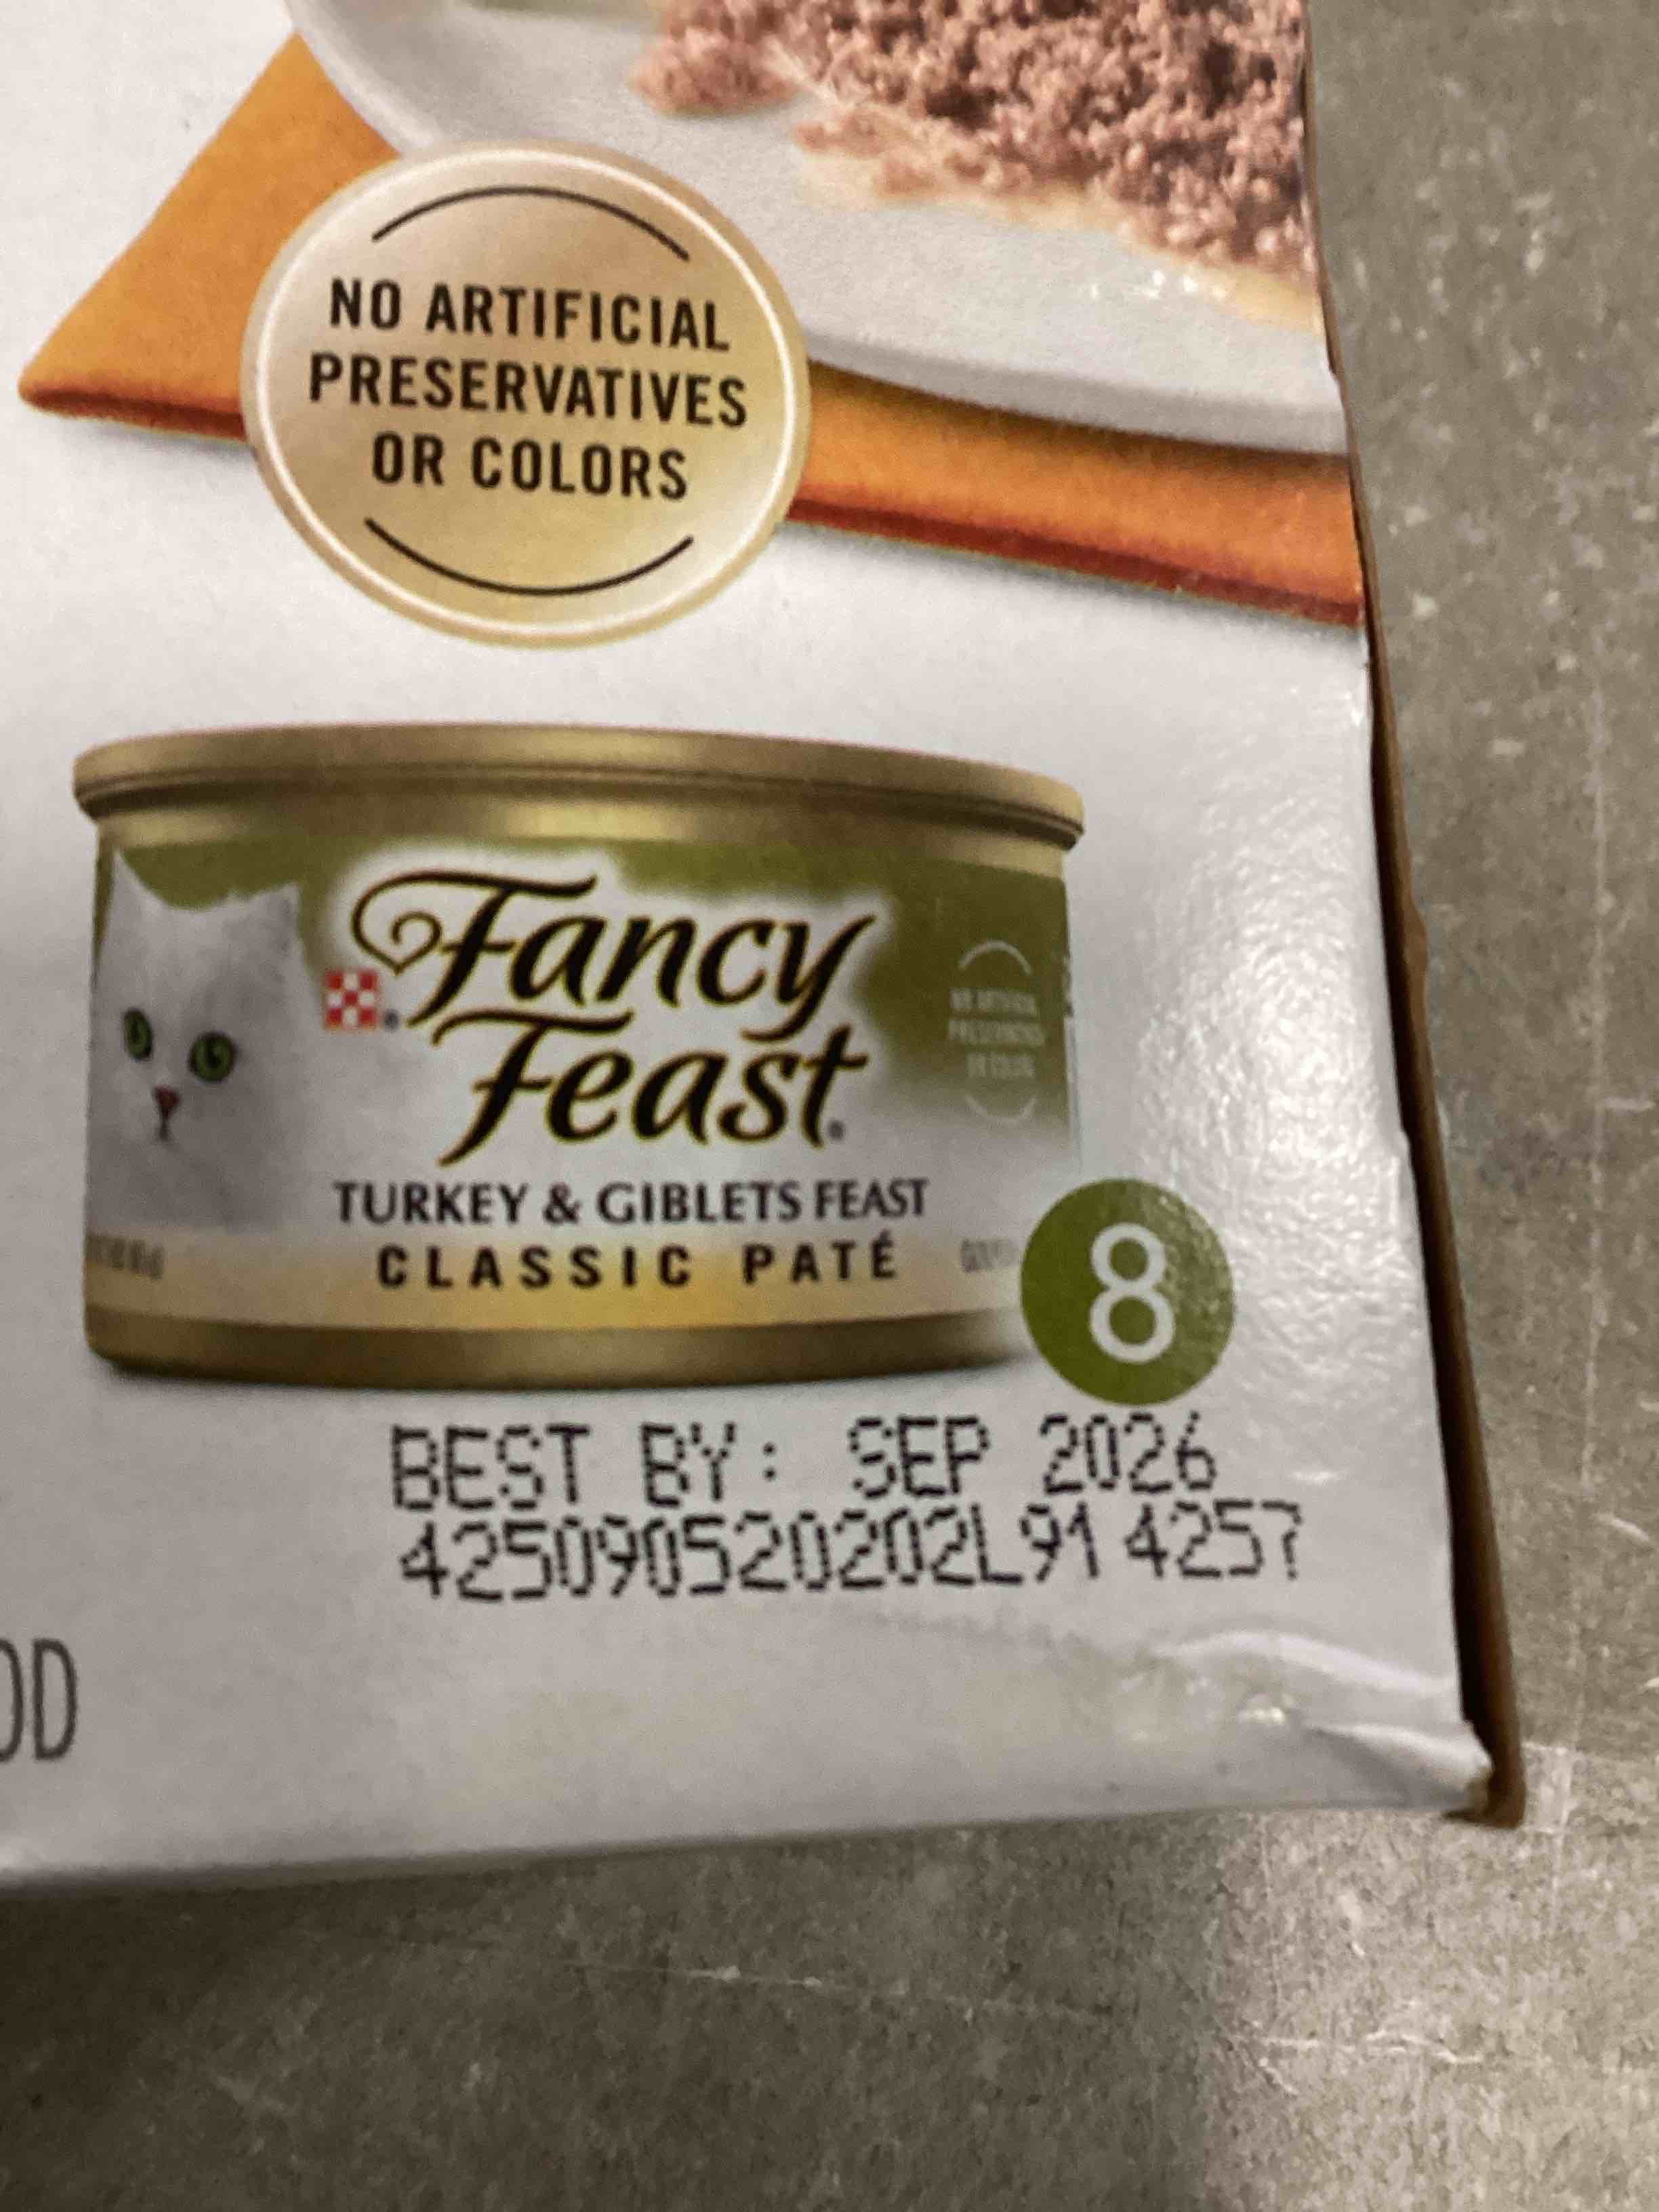 NO ARTIFICIAL
PRESERVATIVES
OR COLORS
Fancy
Feast®
TURKEY & GIBLETS FEAST
CLASSIC PATÉ
8
BEST BY: SEP 2026
425090520202L91 4257
OD